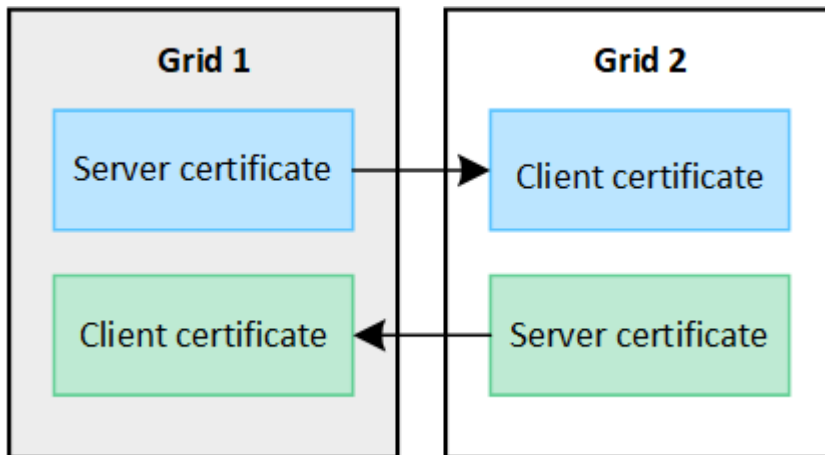 Grid 1
Server certificate
Client certificate
Grid 2
Client certificate
Server certificate